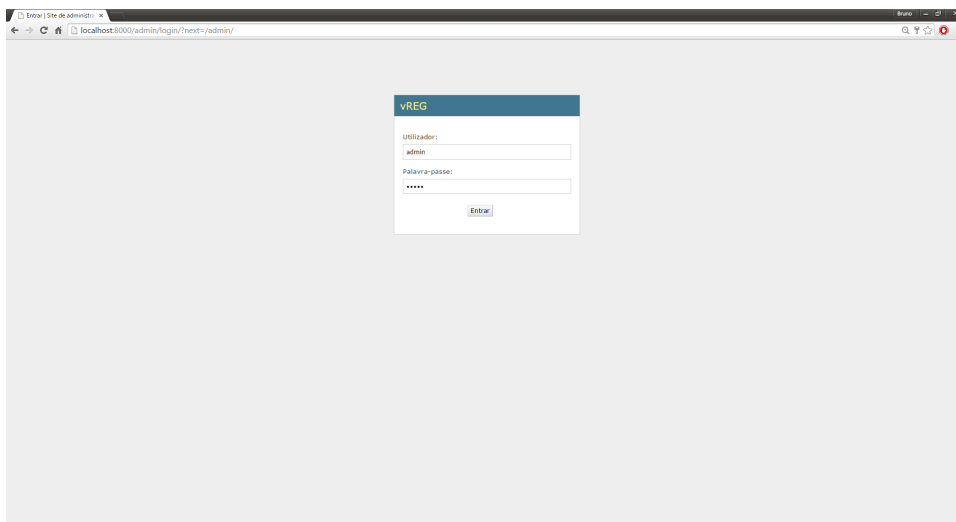 Entrar | Site de administra
Bruno
localhost:8000/admin/login/?next=/admin/
vREG
Utilizador:
admin
Palavra-passe:
•••••
Entrar